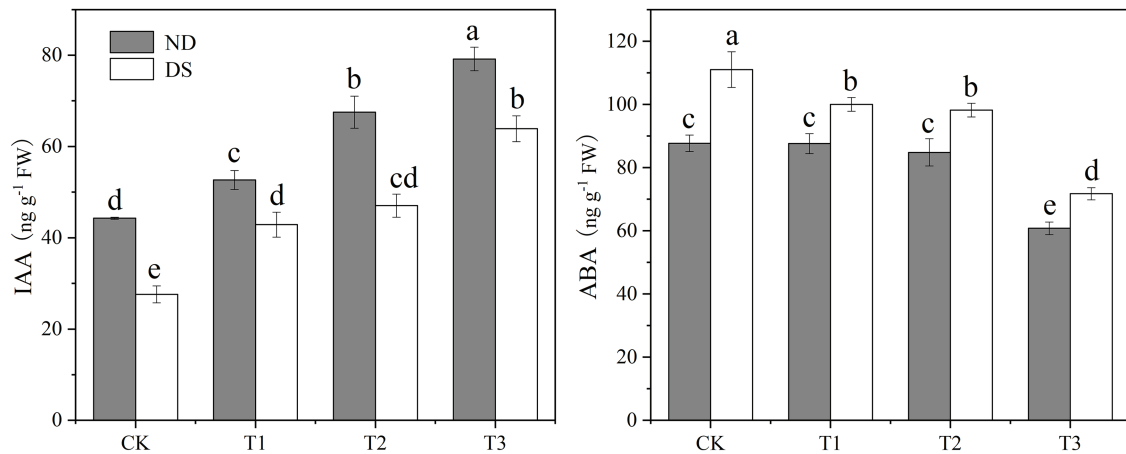 ND
DS
IAA (ng g⁻¹ FW)
80
60
40
20
0
d
e
c
d
b
cd
a
b
CK
T1
T2
T3
ABA (ng g⁻¹ FW)
120
100
80
60
40
20
0
c
a
c
b
c
b
e
d
CK
T1
T2
T3